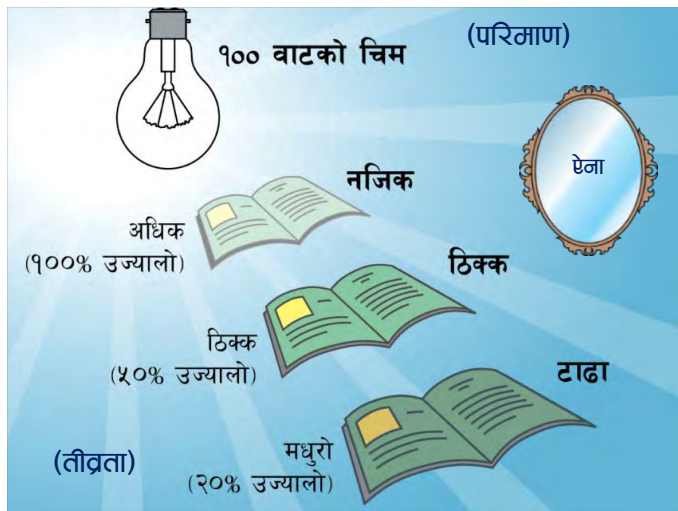 १०० वाटको चिम
(परिमाण)
ऐना
नजिक
अधिक
(१००% उज्यालो)
ठिक्क
ठिक्क
(५०% उज्यालो)
टाढा
मधुरो
(२०% उज्यालो)
(तीव्रता)